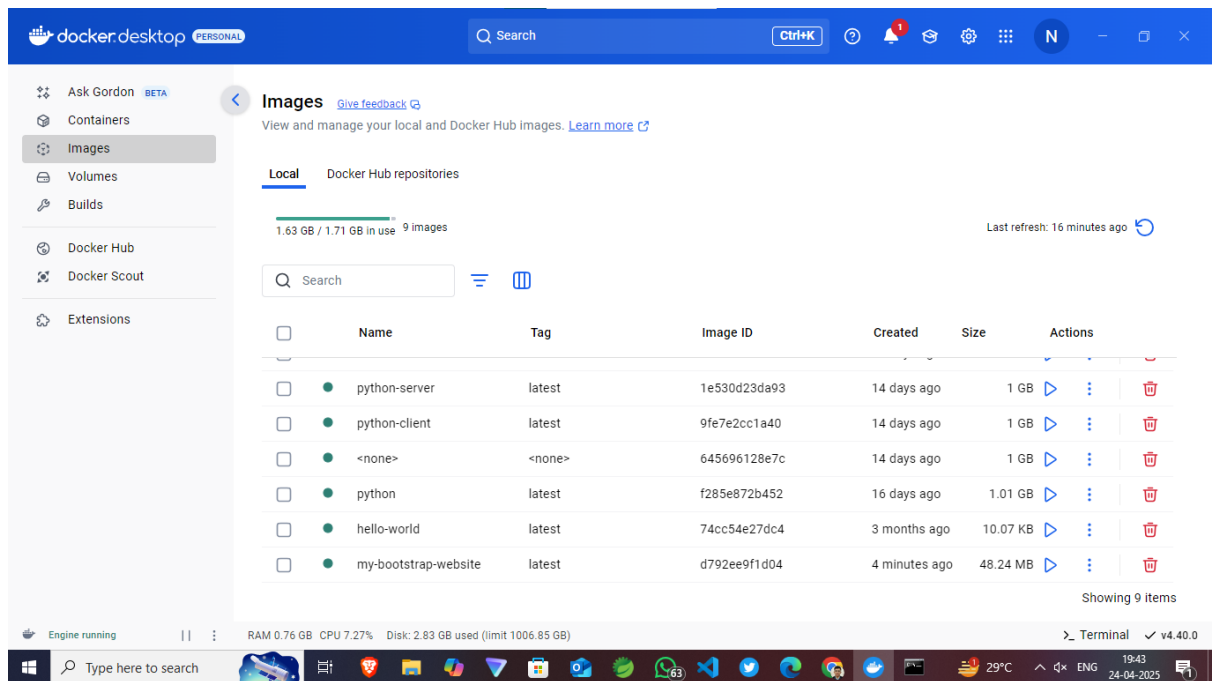 docker.desktop PERSONAL Search Ctrl+K 1 N
Ask Gordon BETA
Containers
Images
Volumes
Builds
Docker Hub
Docker Scout
Extensions
Images Give feedback
View and manage your local and Docker Hub images. Learn more
Local Docker Hub repositories
1.63 GB / 1.71 GB in use 9 images Last refresh: 16 minutes ago
Search
Name Tag Image ID Created Size Actions
python-server latest 1e530d23da93 14 days ago 1 GB
python-client latest 9fe7e2cc1a40 14 days ago 1 GB
<none> <none> 645696128e7c 14 days ago 1 GB
python latest f285e872b452 16 days ago 1.01 GB
hello-world latest 74cc54e27dc4 3 months ago 10.07 KB
my-bootstrap-website latest d792ee9f1d04 4 minutes ago 48.24 MB
Showing 9 items
Engine running RAM 0.76 GB CPU 7.27% Disk: 2.83 GB used (limit 1006.85 GB) Terminal v4.40.0
Type here to search 63 29°C ENG 19:43
24-04-2025 1